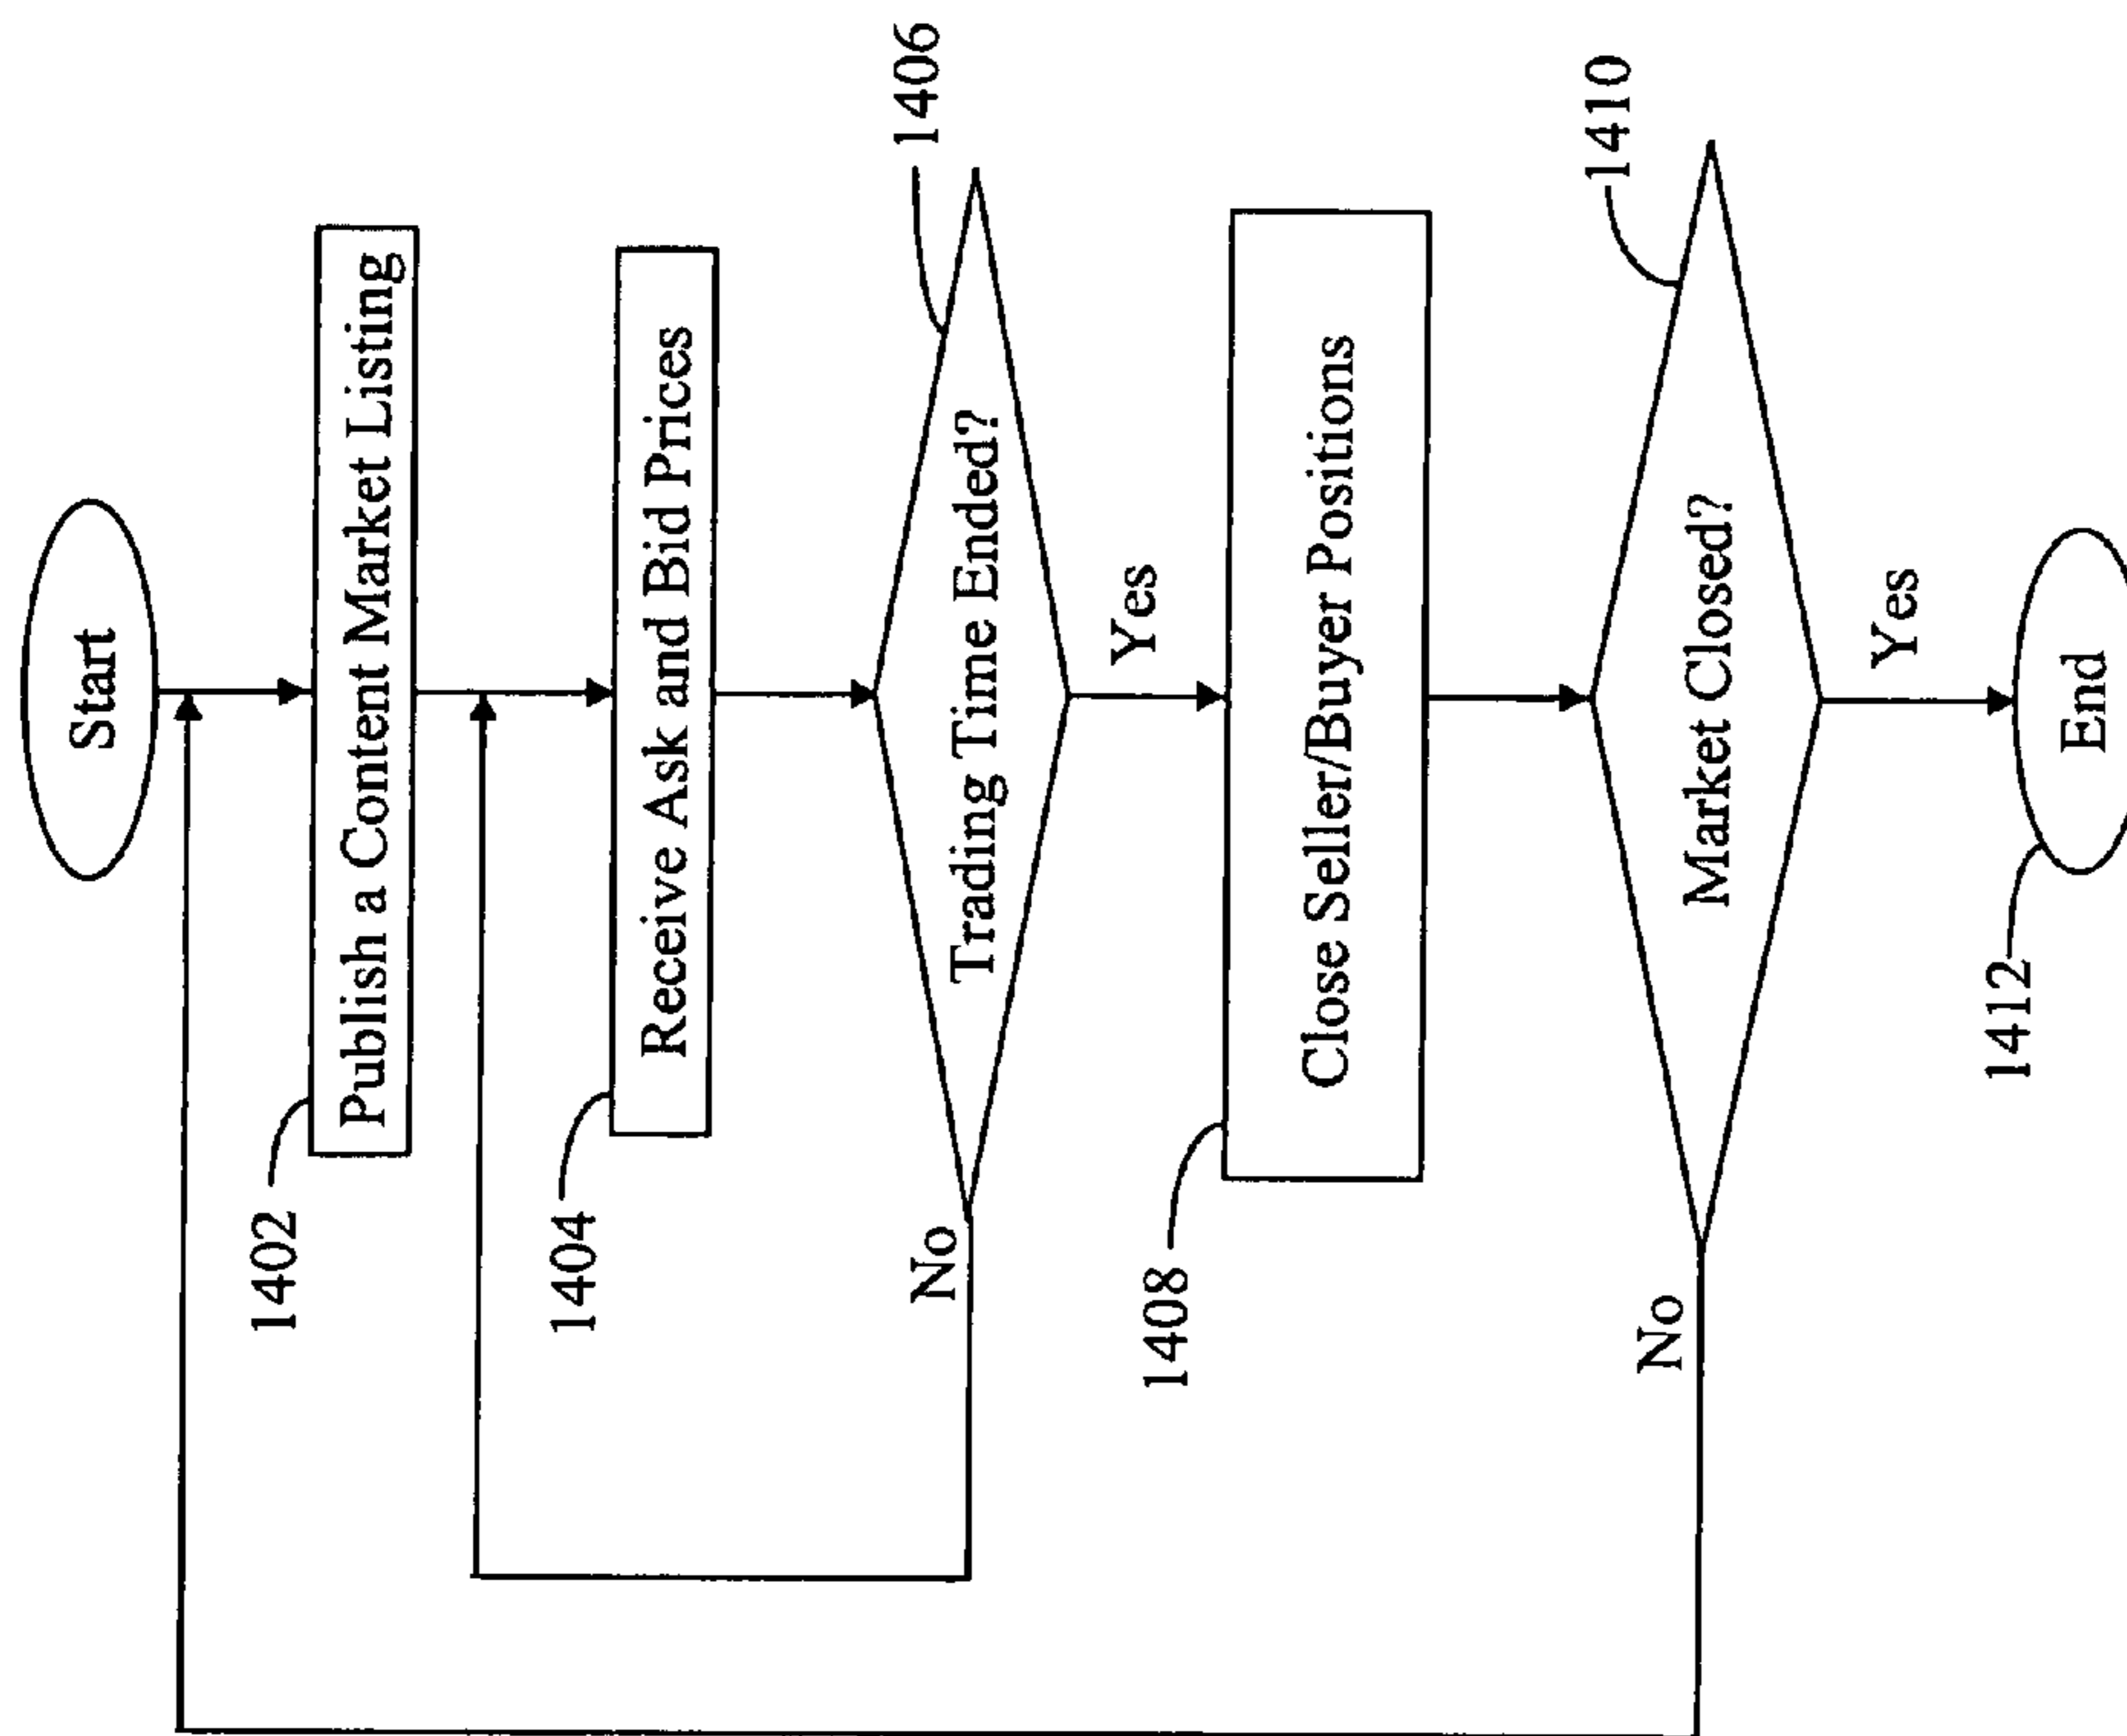 Start
1402
Publish a Content Market Listing
1404
Receive Ask and Bid Prices
1406
Trading Time Ended?
No
Yes
1408
Close Seller/Buyer Positions
1410
Market Closed?
No
Yes
1412
End